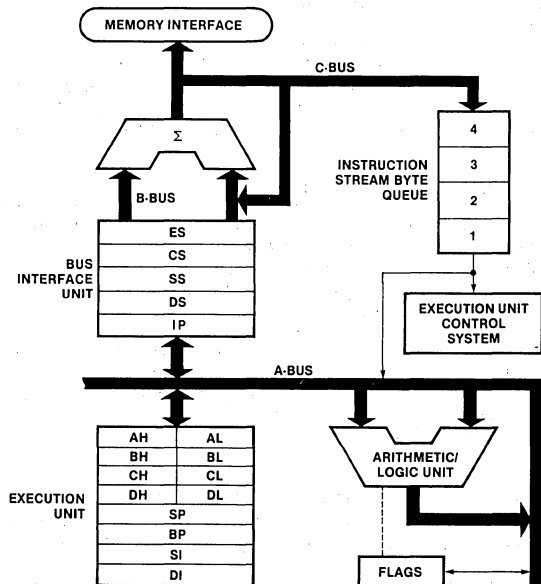 MEMORY INTERFACE
C-BUS
Σ
B-BUS
4
3
2
1
INSTRUCTION
STREAM BYTE
QUEUE
ES
CS
SS
DS
IP
BUS
INTERFACE
UNIT
EXECUTION UNIT
CONTROL
SYSTEM
A-BUS
AH AL
BH BL
CH CL
DH DL
SP
BP
SI
DI
EXECUTION
UNIT
ARITHMETIC/
LOGIC UNIT
FLAGS